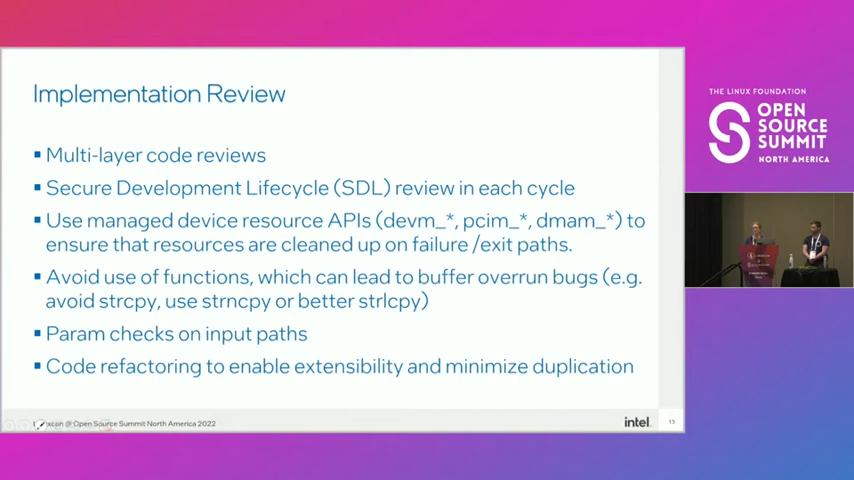 Implementation Review
▪ Multi-layer code reviews
▪ Secure Development Lifecycle (SDL) review in each cycle
▪ Use managed device resource APIs (devm_*, pcim_*, dmam_*) to
ensure that resources are cleaned up on failure /exit paths.
▪ Avoid use of functions, which can lead to buffer overrun bugs (e.g.
avoid strcpy, use strncpy or better strlcpy)
▪ Param checks on input paths
▪ Code refactoring to enable extensibility and minimize duplication
@ Open Source Summit North America 2022
intel.
15
THE LINUX FOUNDATION
OPEN
SOURCE
SUMMIT
NORTH AMERICA